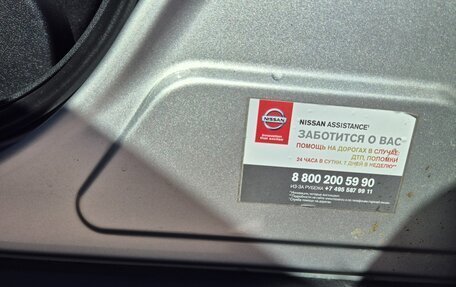 NISSAN
NISSAN ASSISTANCE¹
ЗАБОТИТСЯ О ВАС
ПОМОЩЬ НА ДОРОГАХ В СЛУЧАЕ
ДТП, ПОЛОМКИ
24 ЧАСА В СУТКИ, 7 ДНЕЙ В НЕДЕЛЮ**
8 800 200 59 90
ИЗ-ЗА РУБЕЖА +7 495 587 99 11